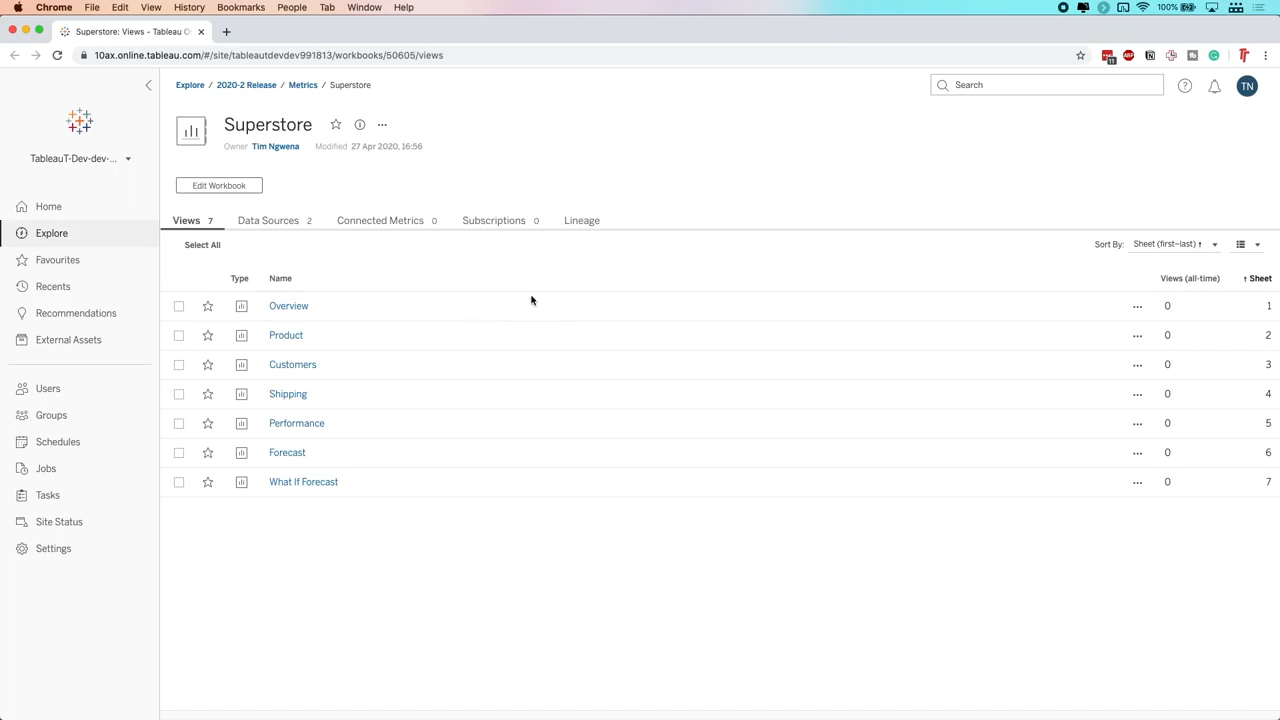 Chrome File Edit View History Bookmarks People Tab Window Help 100%
Superstore: Views - Tableau O
10ax.online.tableau.com/#/site/tableautdevdev991813/workbooks/50605/views 11
Explore / 2020-2 Release / Metrics / Superstore
Search
TN
Superstore
Owner Tim Ngwena Modified 27 Apr 2020, 16:56
TableauT-Dev-dev-...
Edit Workbook
Home
Explore
Favourites
Recents
Recommendations
External Assets
Users
Groups
Schedules
Jobs
Tasks
Site Status
Settings
Views 7 Data Sources 2 Connected Metrics 0 Subscriptions 0 Lineage
Select All
Sort By: Sheet (first–last) ↑
Type Name Views (all-time) ↑ Sheet
Overview 0 1
Product 0 2
Customers 0 3
Shipping 0 4
Performance 0 5
Forecast 0 6
What If Forecast 0 7